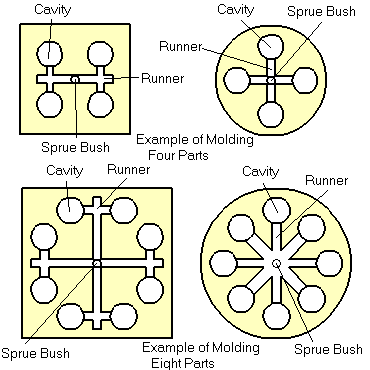 Cavity
Cavity
Sprue Bush
Runner
Runner
Sprue Bush
Example of Molding
Four Parts
Cavity
Runner
Cavity
Runner
Sprue Bush
Example of Molding
Eight Parts
Sprue Bush